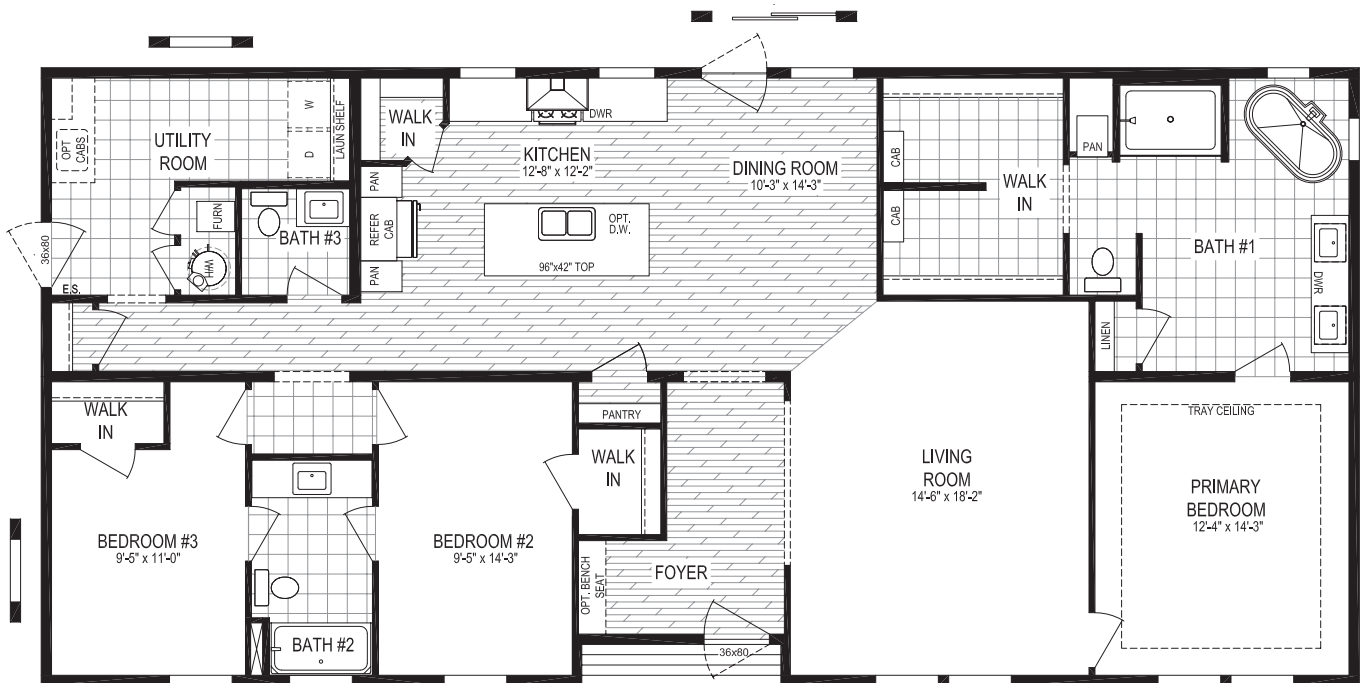 UTILITY
ROOM
OPT
CABS
W
D
LAUN SHELF
FURN
WH
36x80
E.S.
BATH #3
WALK
IN
PAN
REFER
CAB
PAN
KITCHEN
12'-8" x 12'-2"
DWR
OPT.
D.W.
96"x42" TOP
DINING ROOM
10'-3" x 14'-3"
CAB
CAB
WALK
IN
PAN
BATH #1
DWR
LINEN
WALK
IN
BEDROOM #3
9'-5" x 11'-0"
BATH #2
BEDROOM #2
9'-5" x 14'-3"
PANTRY
WALK
IN
OPT. BENCH
SEAT
FOYER
36x80
LIVING
ROOM
14'-6" x 18'-2"
TRAY CEILING
PRIMARY
BEDROOM
12'-4" x 14'-3"